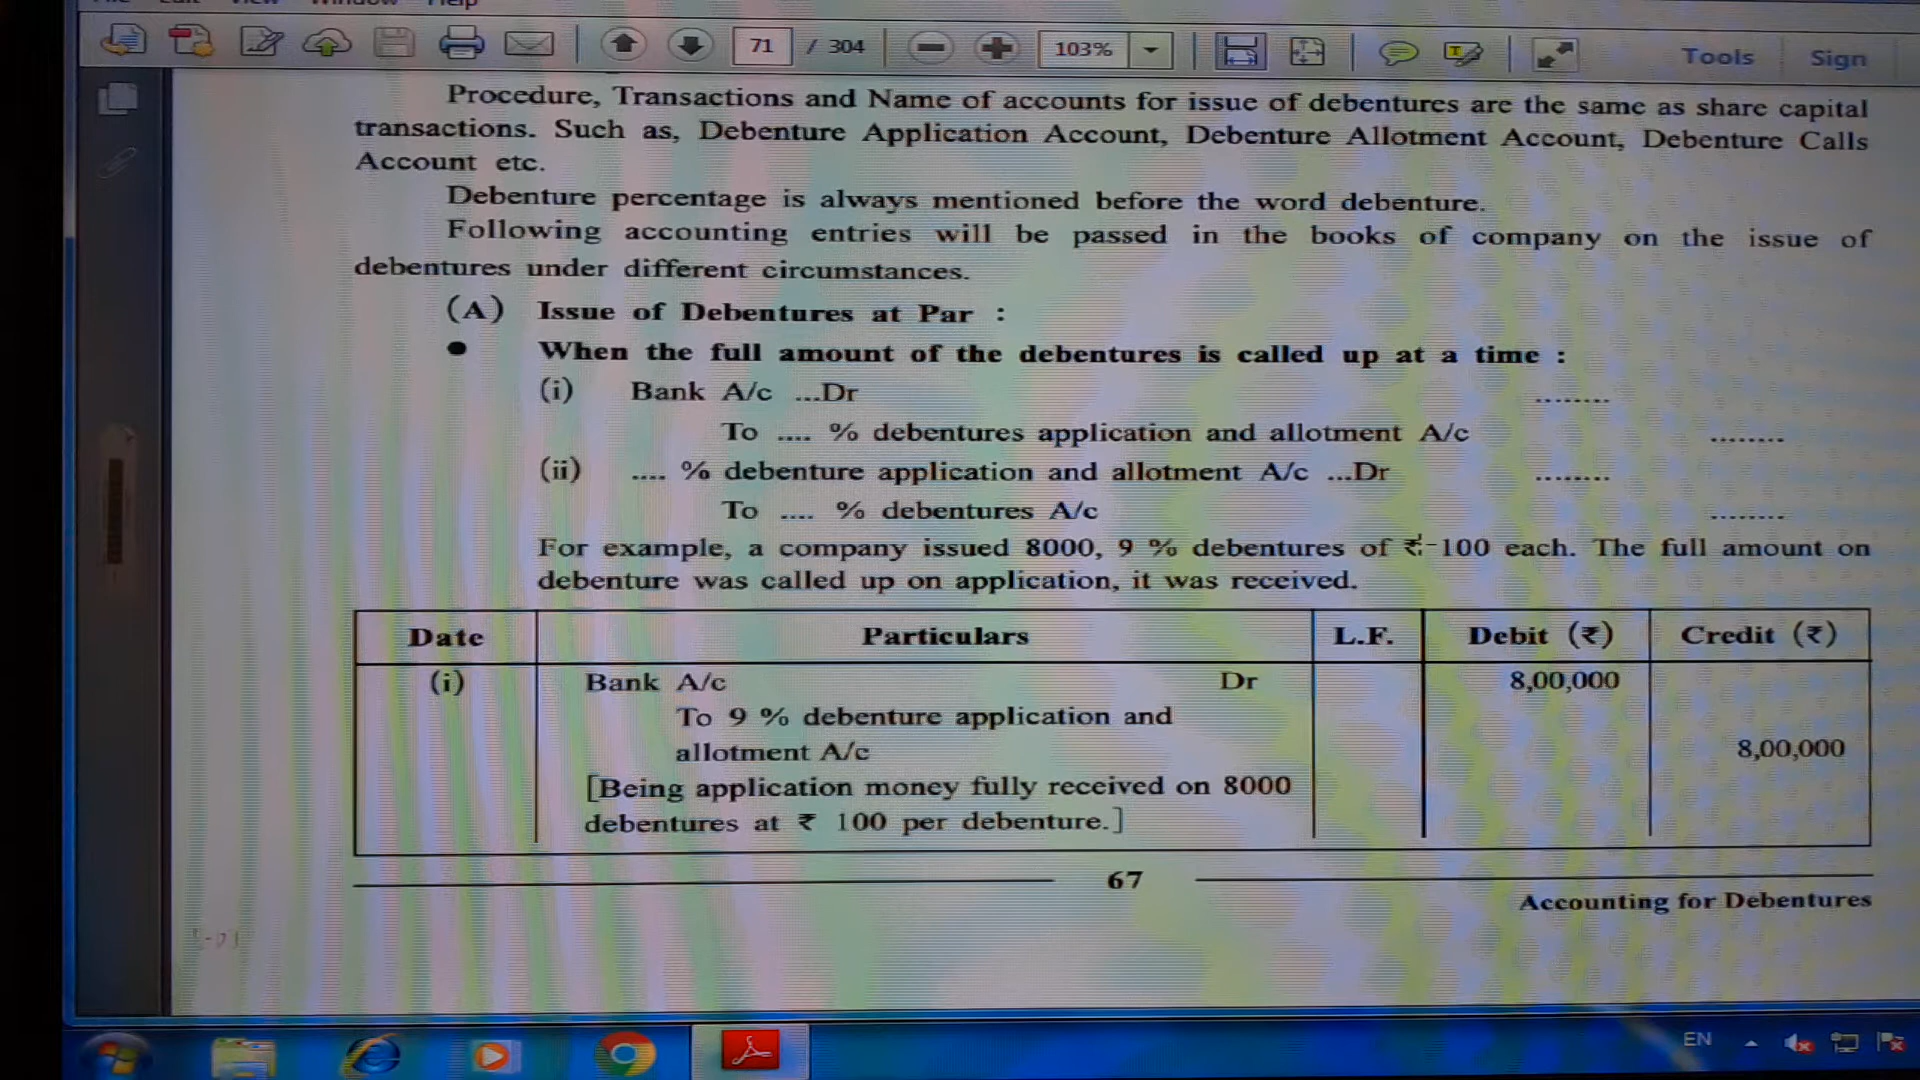 Window Help
71 / 304 103% Tools Sign
Procedure, Transactions and Name of accounts for issue of debentures are the same as share capital
transactions. Such as, Debenture Application Account, Debenture Allotment Account, Debenture Calls
Account etc.
Debenture percentage is always mentioned before the word debenture.
Following accounting entries will be passed in the books of company on the issue of
debentures under different circumstances.
(A) Issue of Debentures at Par :
● When the full amount of the debentures is called up at a time :
(i) Bank A/c ...Dr ........
To .... % debentures application and allotment A/c ........
(ii) .... % debenture application and allotment A/c ...Dr ........
To .... % debentures A/c ........
For example, a company issued 8000, 9 % debentures of ₹ 100 each. The full amount on
debenture was called up on application, it was received.
Date Particulars L.F. Debit (₹) Credit (₹)
(i) Bank A/c Dr 8,00,000
To 9 % debenture application and
allotment A/c 8,00,000
[Being application money fully received on 8000
debentures at ₹ 100 per debenture.]
67
Accounting for Debentures
EN